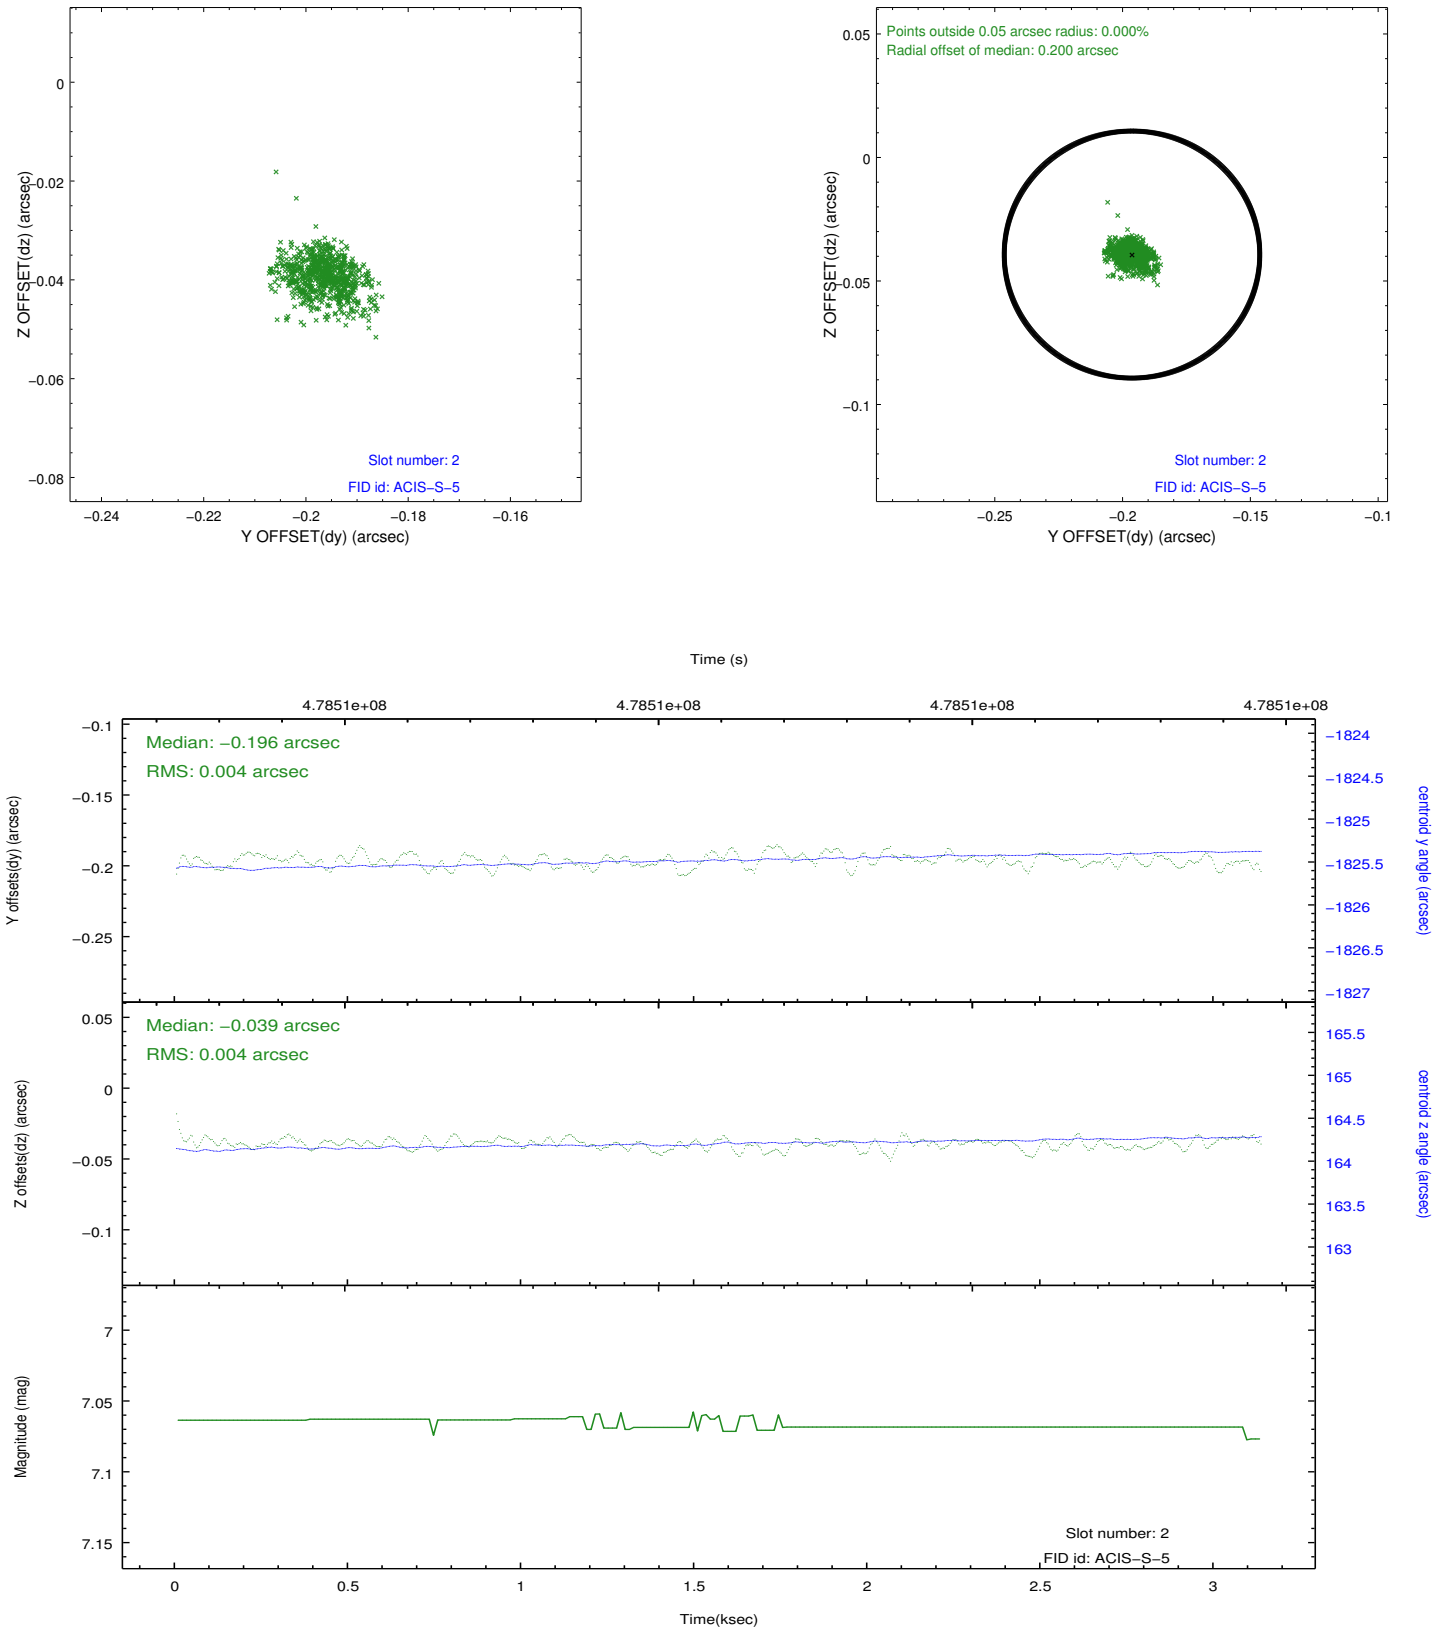 0
−0.02
−0.04
−0.06
−0.08
Z OFFSET(dz) (arcsec)
Slot number: 2
FID id: ACIS−S−5
−0.24
−0.22
−0.2
−0.18
−0.16
Y OFFSET(dy) (arcsec)
Points outside 0.05 arcsec radius: 0.000%
Radial offset of median: 0.200 arcsec
0.05
0
−0.05
−0.1
Z OFFSET(dz) (arcsec)
Slot number: 2
FID id: ACIS−S−5
−0.25
−0.2
−0.15
−0.1
Y OFFSET(dy) (arcsec)
Time (s)
4.7851e+08
4.7851e+08
4.7851e+08
4.7851e+08
Median: −0.196 arcsec
RMS: 0.004 arcsec
−0.1
−0.15
−0.2
−0.25
Y offsets(dy) (arcsec)
−1824
−1824.5
−1825
−1825.5
−1826
−1826.5
−1827
centroid y angle (arcsec)
Median: −0.039 arcsec
RMS: 0.004 arcsec
0.05
0
−0.05
−0.1
Z offsets(dz) (arcsec)
165.5
165
164.5
164
163.5
163
centroid z angle (arcsec)
7
7.05
7.1
7.15
Magnitude (mag)
Slot number: 2
FID id: ACIS−S−5
0
0.5
1
1.5
2
2.5
3
Time(ksec)